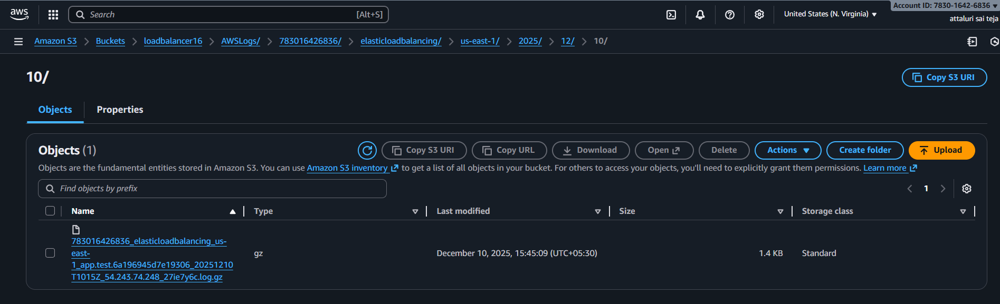 aws
Search
[Alt+S]
United States (N. Virginia)
Account ID: 7830-1642-6836
attaluri sai teja
Amazon S3 > Buckets > loadbalancer16 > AWSLogs/ > 783016426836/ > elasticloadbalancing/ > us-east-1/ > 2025/ > 12/ > 10/
10/
Copy S3 URI
Objects
Properties
Objects (1)
Copy S3 URI
Copy URL
Download
Open
Delete
Actions
Create folder
Upload
Objects are the fundamental entities stored in Amazon S3. You can use Amazon S3 inventory to get a list of all objects in your bucket. For others to access your objects, you'll need to explicitly grant them permissions. Learn more
Find objects by prefix
1
Name
Type
Last modified
Size
Storage class
783016426836_elasticloadbalancing_us-
east-
1_app.test.6a196945d7e19306_20251210
T1015Z_54.243.74.248_27ie7y6c.log.gz
gz
December 10, 2025, 15:45:09 (UTC+05:30)
1.4 KB
Standard